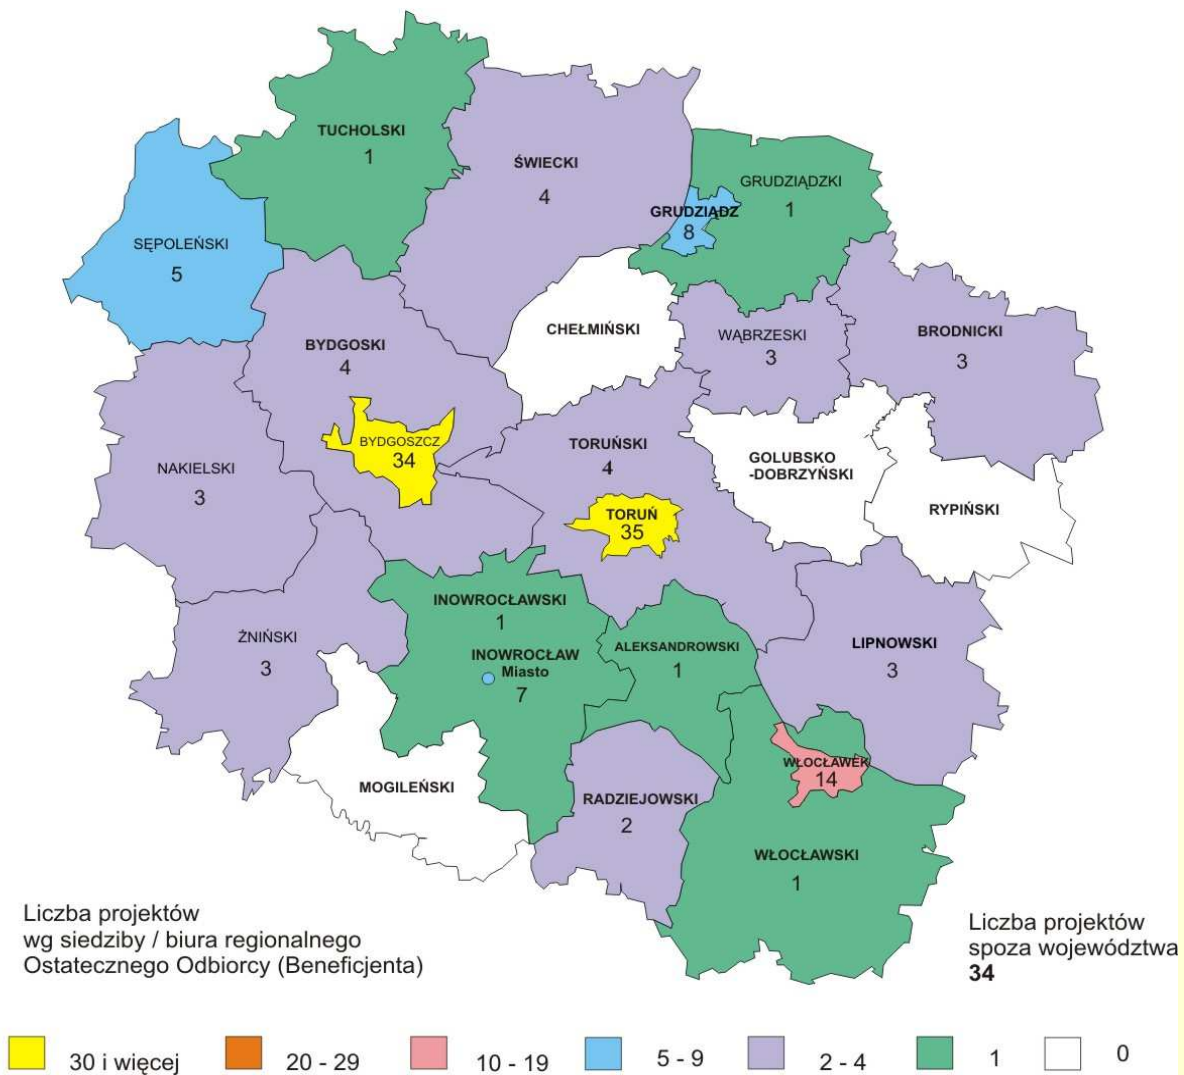 TUCHOLSKI
1
ŚWIECKI
4
GRUDZIĄDZKI
1
GRUDZIĄDZ
8
SĘPOLEŃSKI
5
CHEŁMIŃSKI
WĄBRZESKI
3
BRODNICKI
3
BYDGOSKI
4
BYDGOSZCZ
34
NAKIELSKI
3
TORUŃSKI
4
GOLUBSKO
-DOBRZYŃSKI
RYPIŃSKI
TORUŃ
35
INOWROCŁAWSKI
1
INOWROCŁAW
Miasto
7
ŻNIŃSKI
3
ALEKSANDROWSKI
1
LIPNOWSKI
3
MOGILEŃSKI
RADZIEJOWSKI
2
WŁOCŁAWEK
14
WŁOCŁAWSKI
1
Liczba projektów
wg siedziby / biura regionalnego
Ostatecznego Odbiorcy (Beneficjenta)
Liczba projektów
spoza województwa
34
30 i więcej
20 - 29
10 - 19
5 - 9
2 - 4
1
0